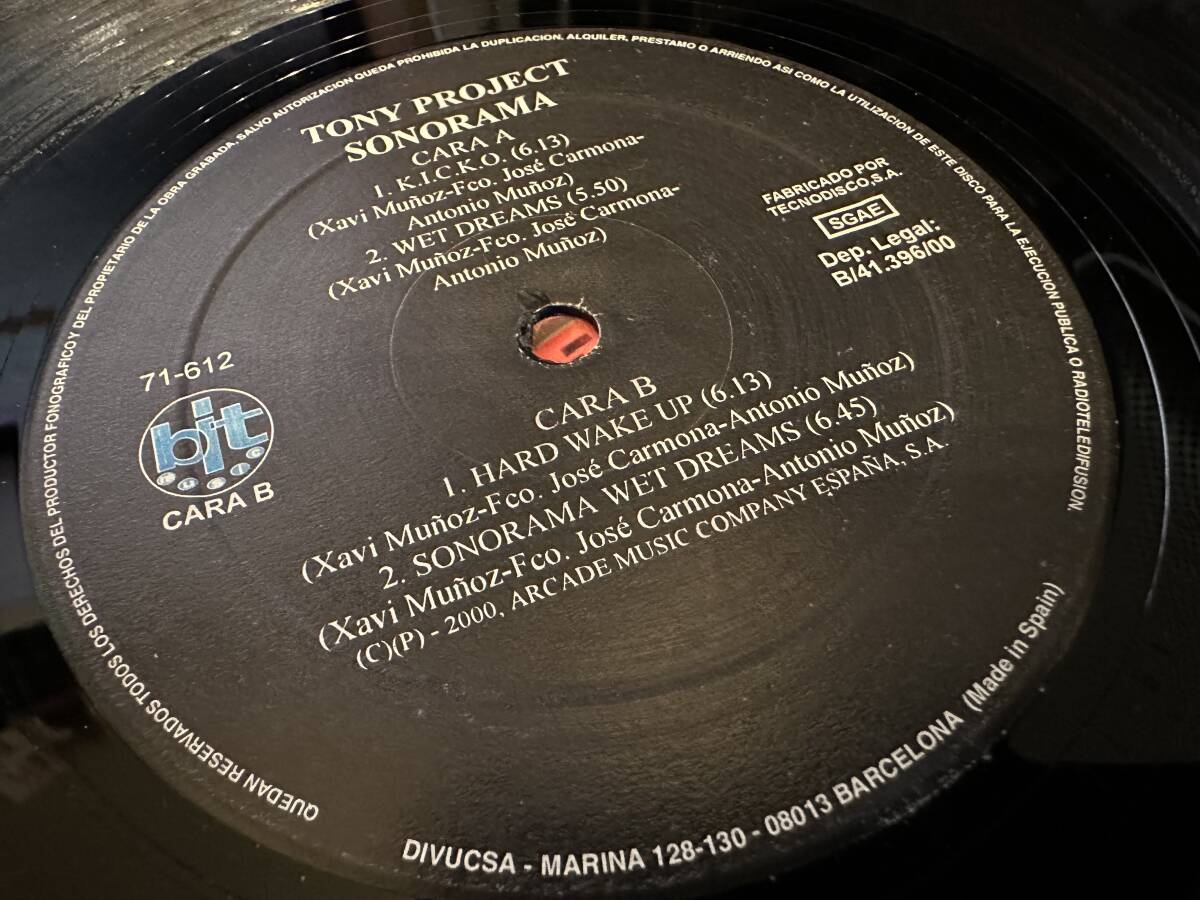 QUEDAN RESERVADOS TODOS LOS DERECHOS DEL PRODUCTOR FONOGRAFICO Y DEL PROPIETARIO DE LA OBRA GRABADA, SALVO AUTORIZACION QUEDA PROHIBIDA LA DUPLICACION, ALQUILER, PRESTAMO O ARRIENDO ASI COMO LA UTILIZACION DE ESTE DISCO PARA LA EJECUCION PUBLICA O RADIOTELEDIFUSION.
TONY PROJECT
SONORAMA
CARA A
1. K.I.C.K.O. (6.13)
(Xavi Muñoz-Fco. José Carmona-
Antonio Muñoz)
2. WET DREAMS (5.50)
(Xavi Muñoz-Fco. José Carmona-
Antonio Muñoz)
FABRICADO POR
TECNODISCO,S.A.
SGAE
Dep. Legal:
B/41.396/00
71-612
bit
music
CARA B
CARA B
1. HARD WAKE UP (6.13)
(Xavi Muñoz-Fco. José Carmona-Antonio Muñoz)
2. SONORAMA WET DREAMS (6.45)
(Xavi Muñoz-Fco. José Carmona-Antonio Muñoz)
(C)(P) - 2000, ARCADE MUSIC COMPANY ESPAÑA, S.A.
DIVUCSA - MARINA 128-130 - 08013 BARCELONA (Made in Spain)